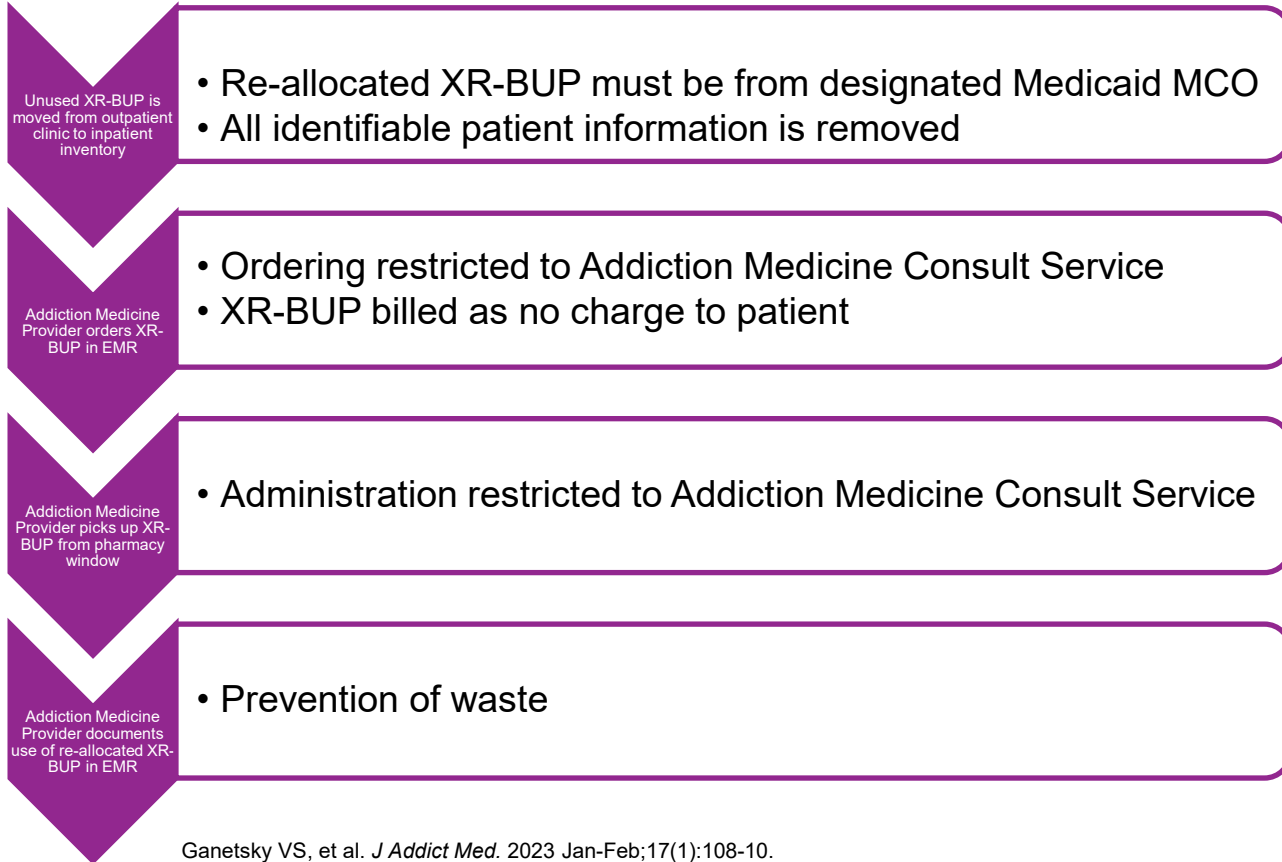 Unused XR-BUP is
moved from outpatient
clinic to inpatient
inventory
• Re-allocated XR-BUP must be from designated Medicaid MCO
• All identifiable patient information is removed
Addiction Medicine
Provider orders XR-
BUP in EMR
• Ordering restricted to Addiction Medicine Consult Service
• XR-BUP billed as no charge to patient
Addiction Medicine
Provider picks up XR-
BUP from pharmacy
window
• Administration restricted to Addiction Medicine Consult Service
Addiction Medicine
Provider documents
use of re-allocated XR-
BUP in EMR
• Prevention of waste
Ganetsky VS, et al. J Addict Med. 2023 Jan-Feb;17(1):108-10.